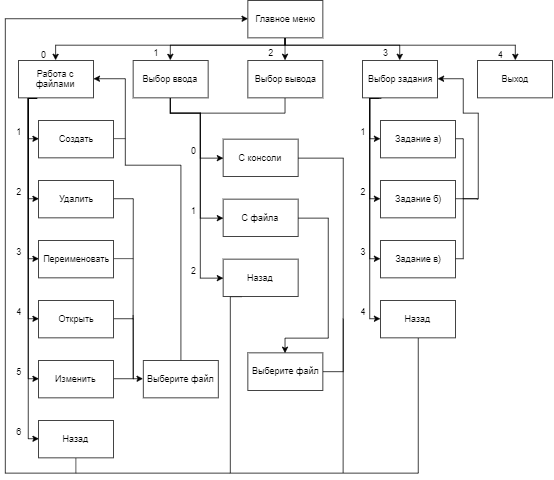 Главное меню
0
1
2
3
4
Работа с
файлами
Выбор ввода
Выбор вывода
Выбор задания
Выход
1
Создать
2
Удалить
3
Переименовать
4
Открыть
5
Изменить
Выберите файл
6
Назад
0
С консоли
1
С файла
2
Назад
Выберите файл
1
Задание а)
2
Задание б)
3
Задание в)
4
Назад